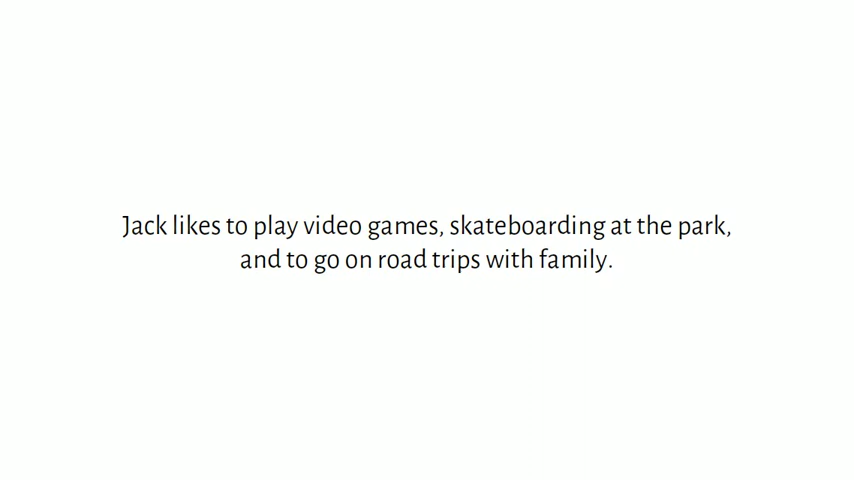 Jack likes to play video games, skateboarding at the park,
and to go on road trips with family.